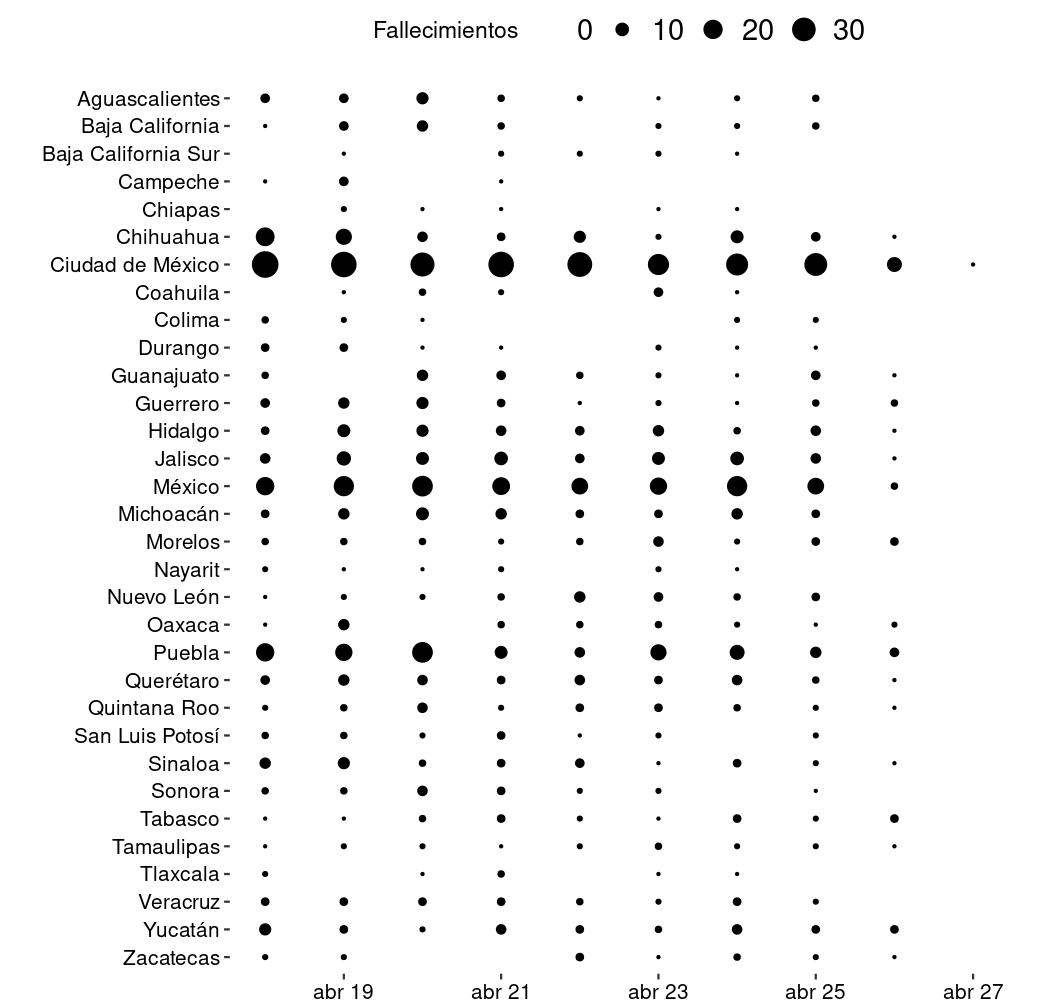 Fallecimientos 0 10 20 30
Aguascalientes
Baja California
Baja California Sur
Campeche
Chiapas
Chihuahua
Ciudad de México
Coahuila
Colima
Durango
Guanajuato
Guerrero
Hidalgo
Jalisco
México
Michoacán
Morelos
Nayarit
Nuevo León
Oaxaca
Puebla
Querétaro
Quintana Roo
San Luis Potosí
Sinaloa
Sonora
Tabasco
Tamaulipas
Tlaxcala
Veracruz
Yucatán
Zacatecas
abr 19 abr 21 abr 23 abr 25 abr 27